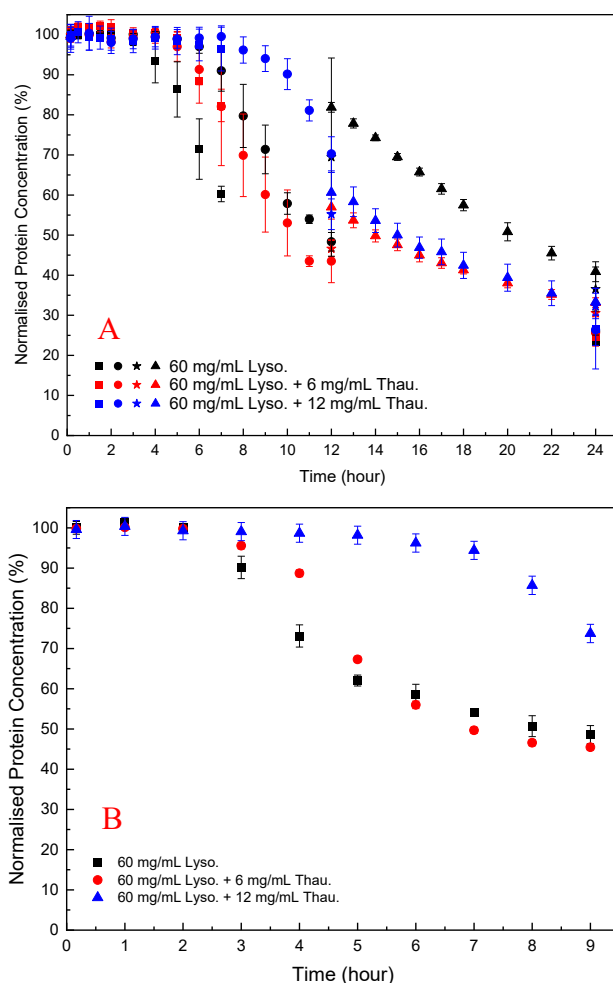 Normalised Protein Concentration (%)
110
100
90
80
70
60
50
40
30
20
10
0
A
60 mg/mL Lyso.
60 mg/mL Lyso. + 6 mg/mL Thau.
60 mg/mL Lyso. + 12 mg/mL Thau.
0 2 4 6 8 10 12 14 16 18 20 22 24
Time (hour)
Normalised Protein Concentration (%)
100
90
80
70
60
50
40
30
20
10
0
B
60 mg/mL Lyso.
60 mg/mL Lyso. + 6 mg/mL Thau.
60 mg/mL Lyso. + 12 mg/mL Thau.
0 1 2 3 4 5 6 7 8 9
Time (hour)